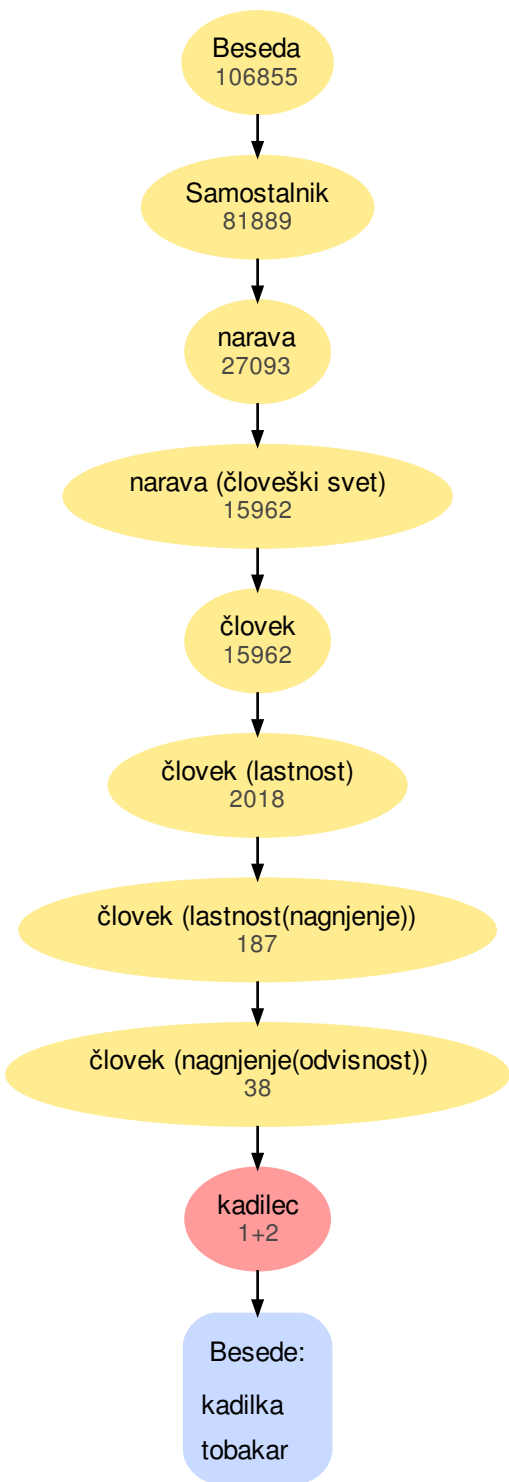 Beseda
106855
Samostalnik
81889
narava
27093
narava (človeški svet)
15962
človek
15962
človek (lastnost)
2018
človek (lastnost(nagnjenje))
187
človek (nagnjenje(odvisnost))
38
kadilec
1+2
Besede:
kadilka
tobakar